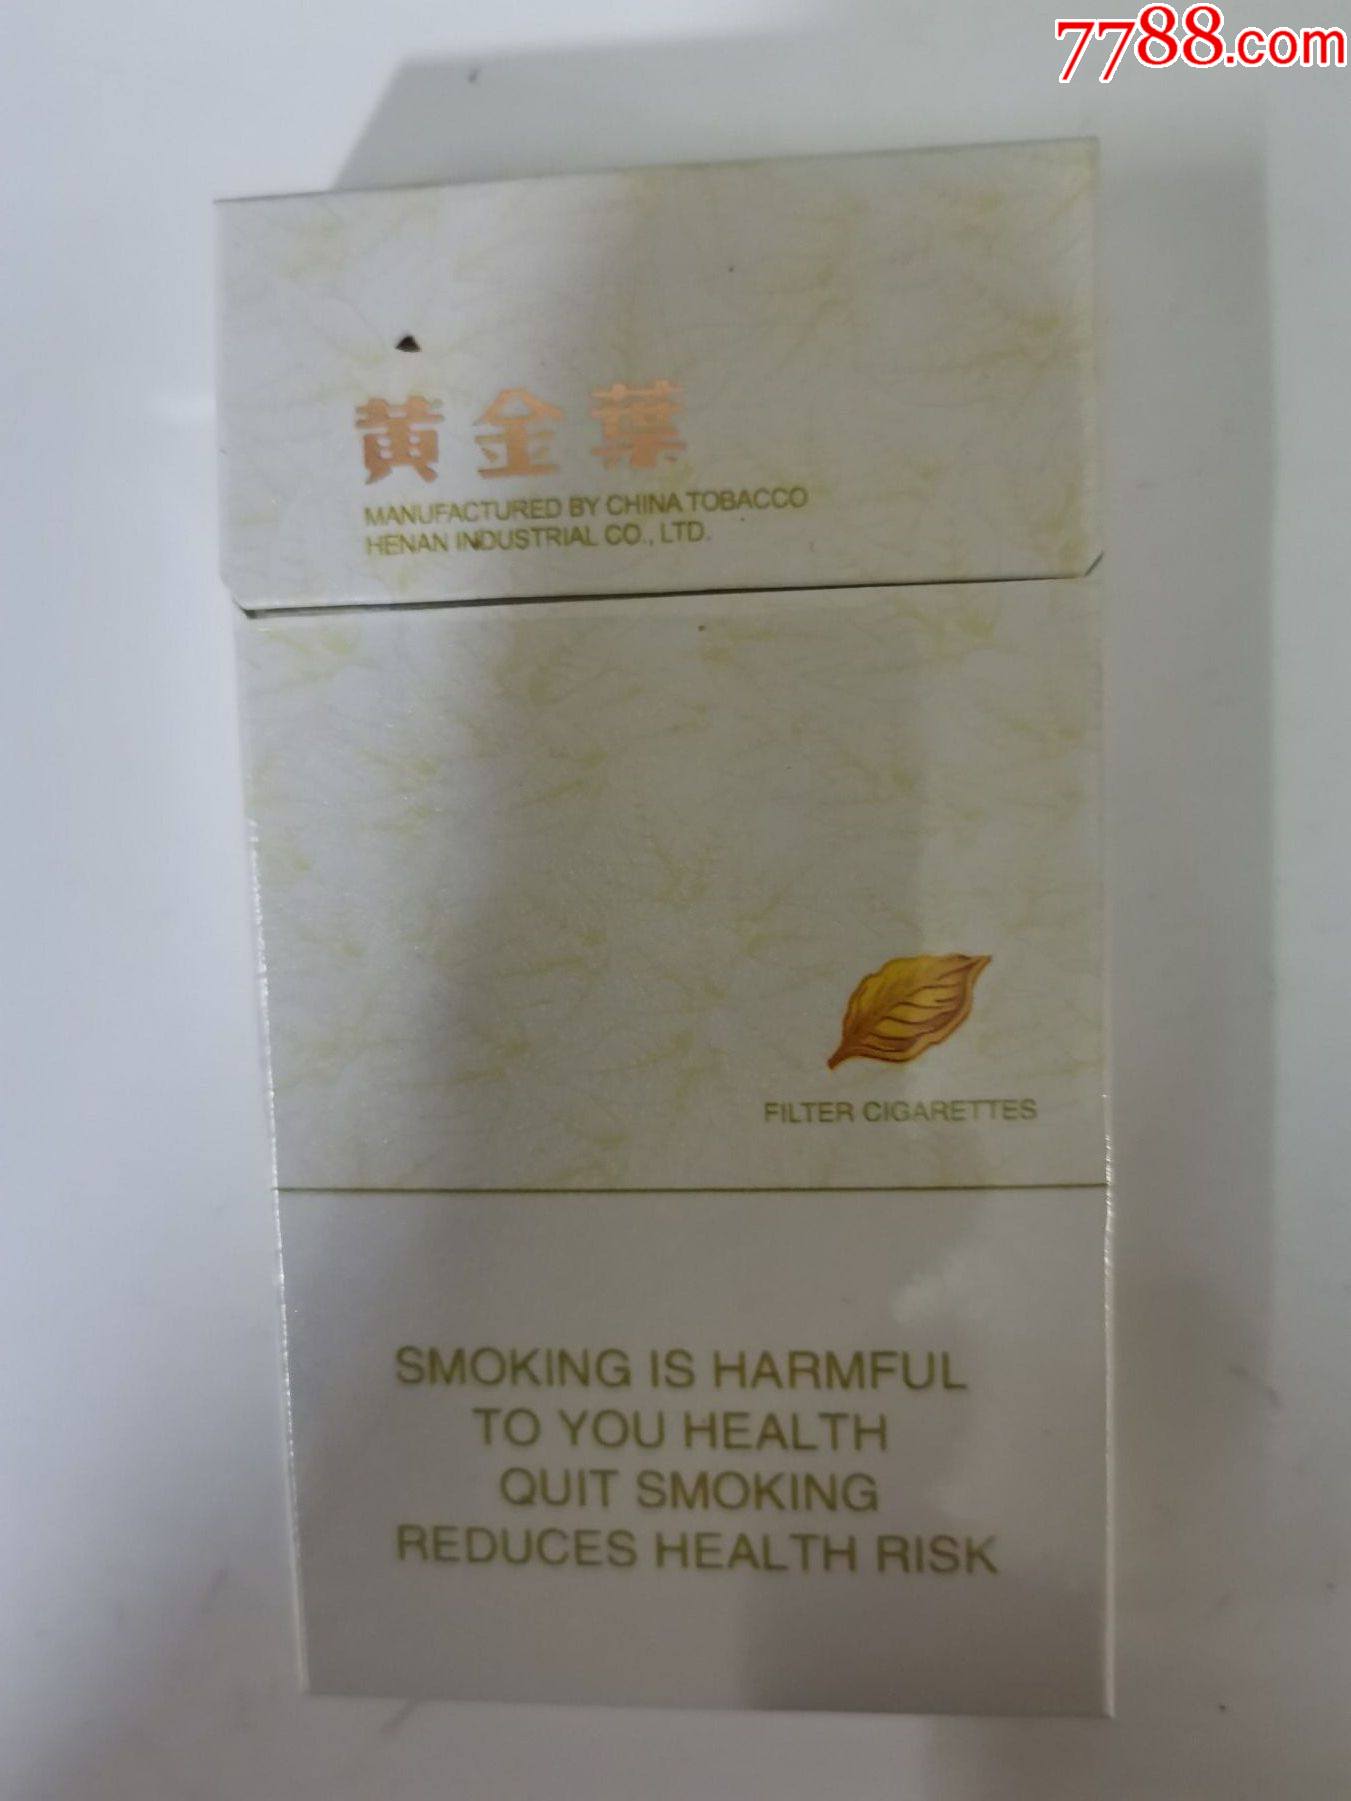 7788.com
黄金葉
MANUFACTURED BY CHINA TOBACCO
HENAN INDUSTRIAL CO., LTD.
FILTER CIGARETTES
SMOKING IS HARMFUL
TO YOU HEALTH
QUIT SMOKING
REDUCES HEALTH RISK